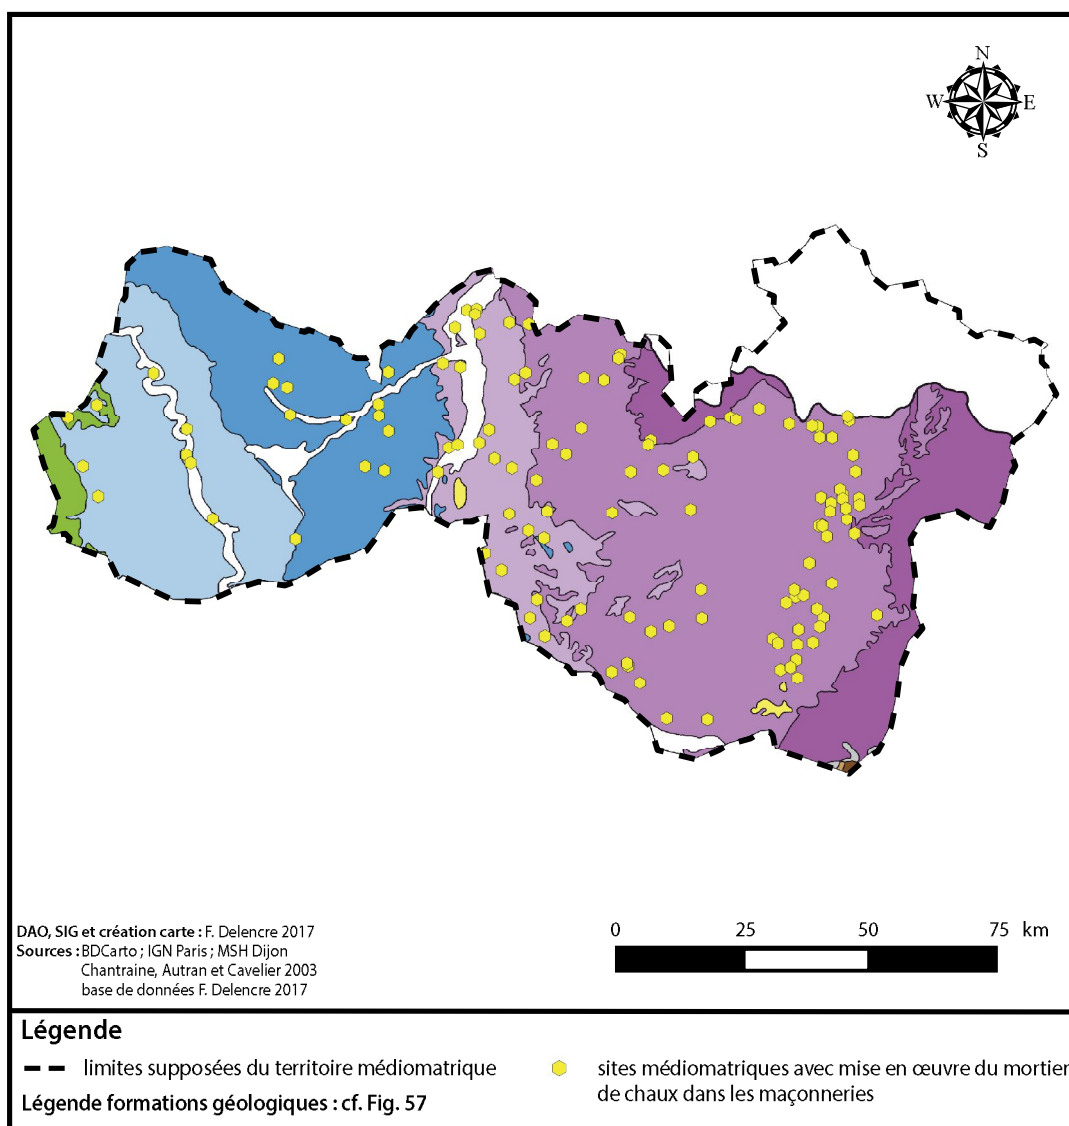 N
W E
S
DAO, SIG et création carte : F. Delencre 2017
Sources : BDCarto ; IGN Paris ; MSH Dijon
Chantraine, Autran et Cavelier 2003
base de données F. Delencre 2017
0 25 50 75 km
Légende
limites supposées du territoire médiomatrique
sites médiomatriques avec mise en œuvre du mortier
de chaux dans les maçonneries
Légende formations géologiques : cf. Fig. 57